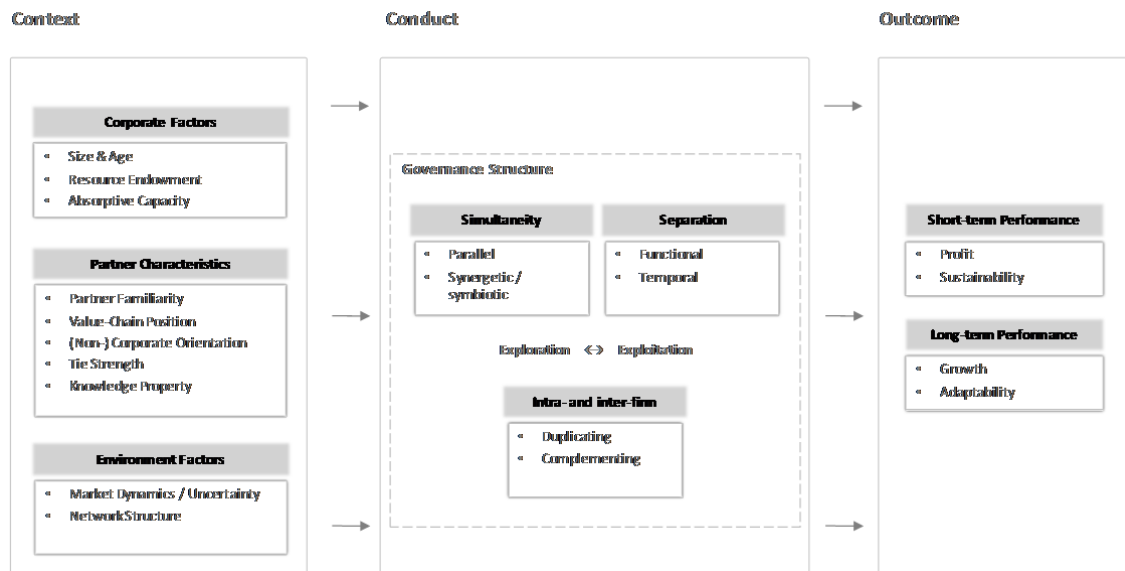 Context
Conduct
Outcome
Corporate Factors
• Size & Age
• Resource Endowment
• Absorptive Capacity
Partner Characteristics
• Partner Familiarity
• Value-Chain Position
• (Non-) Corporate Orientation
• Tie Strength
• Knowledge Property
Environment Factors
• Market Dynamics / Uncertainty
• Network Structure
Governance Structure
Simultaneity
• Parallel
• Synergetic /
symbiotic
Separation
• Functional
• Temporal
Exploration <-> Exploitation
Intra- and inter-firm
• Duplicating
• Complementing
Short-term Performance
• Profit
• Sustainability
Long-term Performance
• Growth
• Adaptability